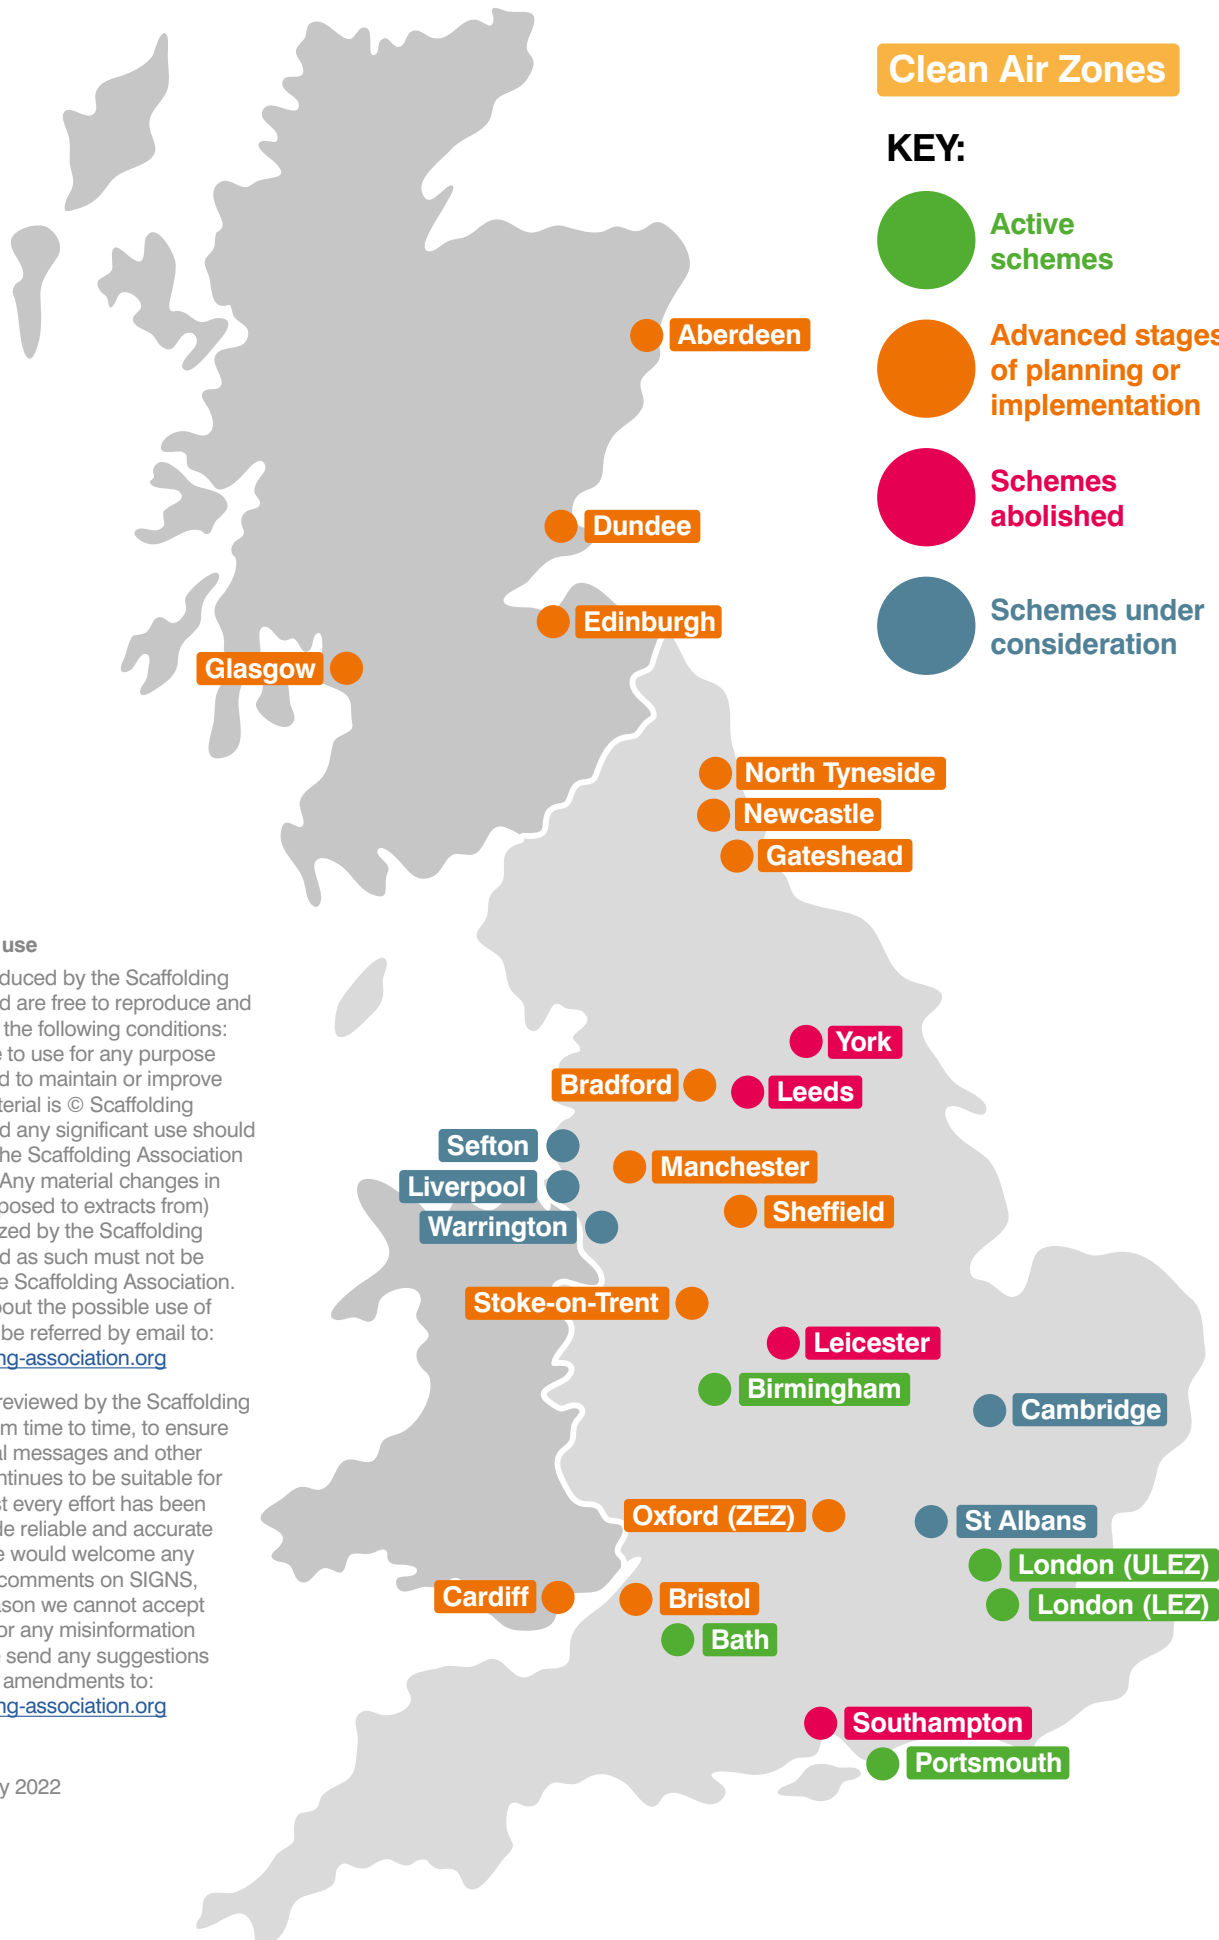 Clean Air Zones
KEY:
Active
schemes
Advanced stages
of planning or
implementation
Schemes
abolished
Schemes under
consideration
Aberdeen
Dundee
Edinburgh
Glasgow
North Tyneside
Newcastle
Gateshead
York
Bradford
Leeds
Sefton
Manchester
Liverpool
Sheffield
Warrington
Stoke-on-Trent
Leicester
Birmingham
Cambridge
Oxford (ZEZ)
St Albans
London (ULEZ)
Cardiff
Bristol
London (LEZ)
Bath
Southampton
Portsmouth
use
duced by the Scaffolding
d are free to reproduce and
the following conditions:
e to use for any purpose
d to maintain or improve
terial is © Scaffolding
d any significant use should
he Scaffolding Association
Any material changes in
posed to extracts from)
zed by the Scaffolding
d as such must not be
e Scaffolding Association.
bout the possible use of
be referred by email to:
ng-association.org
reviewed by the Scaffolding
m time to time, to ensure
al messages and other
ntinues to be suitable for
st every effort has been
de reliable and accurate
e would welcome any
comments on SIGNS,
ason we cannot accept
or any misinformation
e send any suggestions
amendments to:
ng-association.org
y 2022